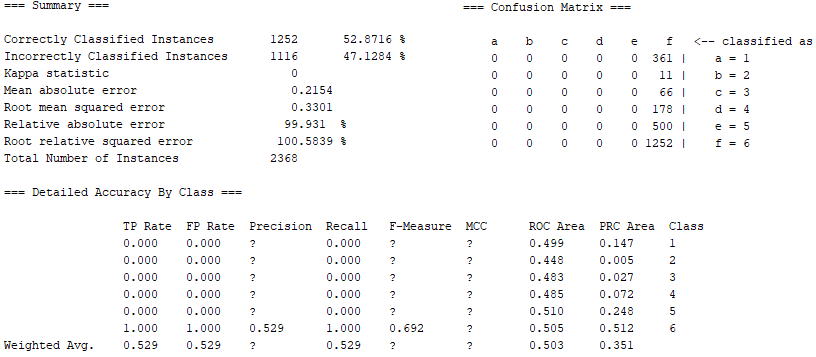 === Summary ===
Correctly Classified Instances 1252 52.8716 %
Incorrectly Classified Instances 1116 47.1284 %
Kappa statistic 0
Mean absolute error 0.2154
Root mean squared error 0.3301
Relative absolute error 99.931 %
Root relative squared error 100.5839 %
Total Number of Instances 2368
=== Confusion Matrix ===
a b c d e f <-- classified as
0 0 0 0 0 361 | a = 1
0 0 0 0 0 11 | b = 2
0 0 0 0 0 66 | c = 3
0 0 0 0 0 178 | d = 4
0 0 0 0 0 500 | e = 5
0 0 0 0 0 1252 | f = 6
=== Detailed Accuracy By Class ===
TP Rate FP Rate Precision Recall F-Measure MCC ROC Area PRC Area Class
0.000 0.000 ? 0.000 ? ? 0.499 0.147 1
0.000 0.000 ? 0.000 ? ? 0.448 0.005 2
0.000 0.000 ? 0.000 ? ? 0.483 0.027 3
0.000 0.000 ? 0.000 ? ? 0.485 0.072 4
0.000 0.000 ? 0.000 ? ? 0.510 0.248 5
1.000 1.000 0.529 1.000 0.692 ? 0.505 0.512 6
Weighted Avg. 0.529 0.529 ? 0.529 ? ? 0.503 0.351